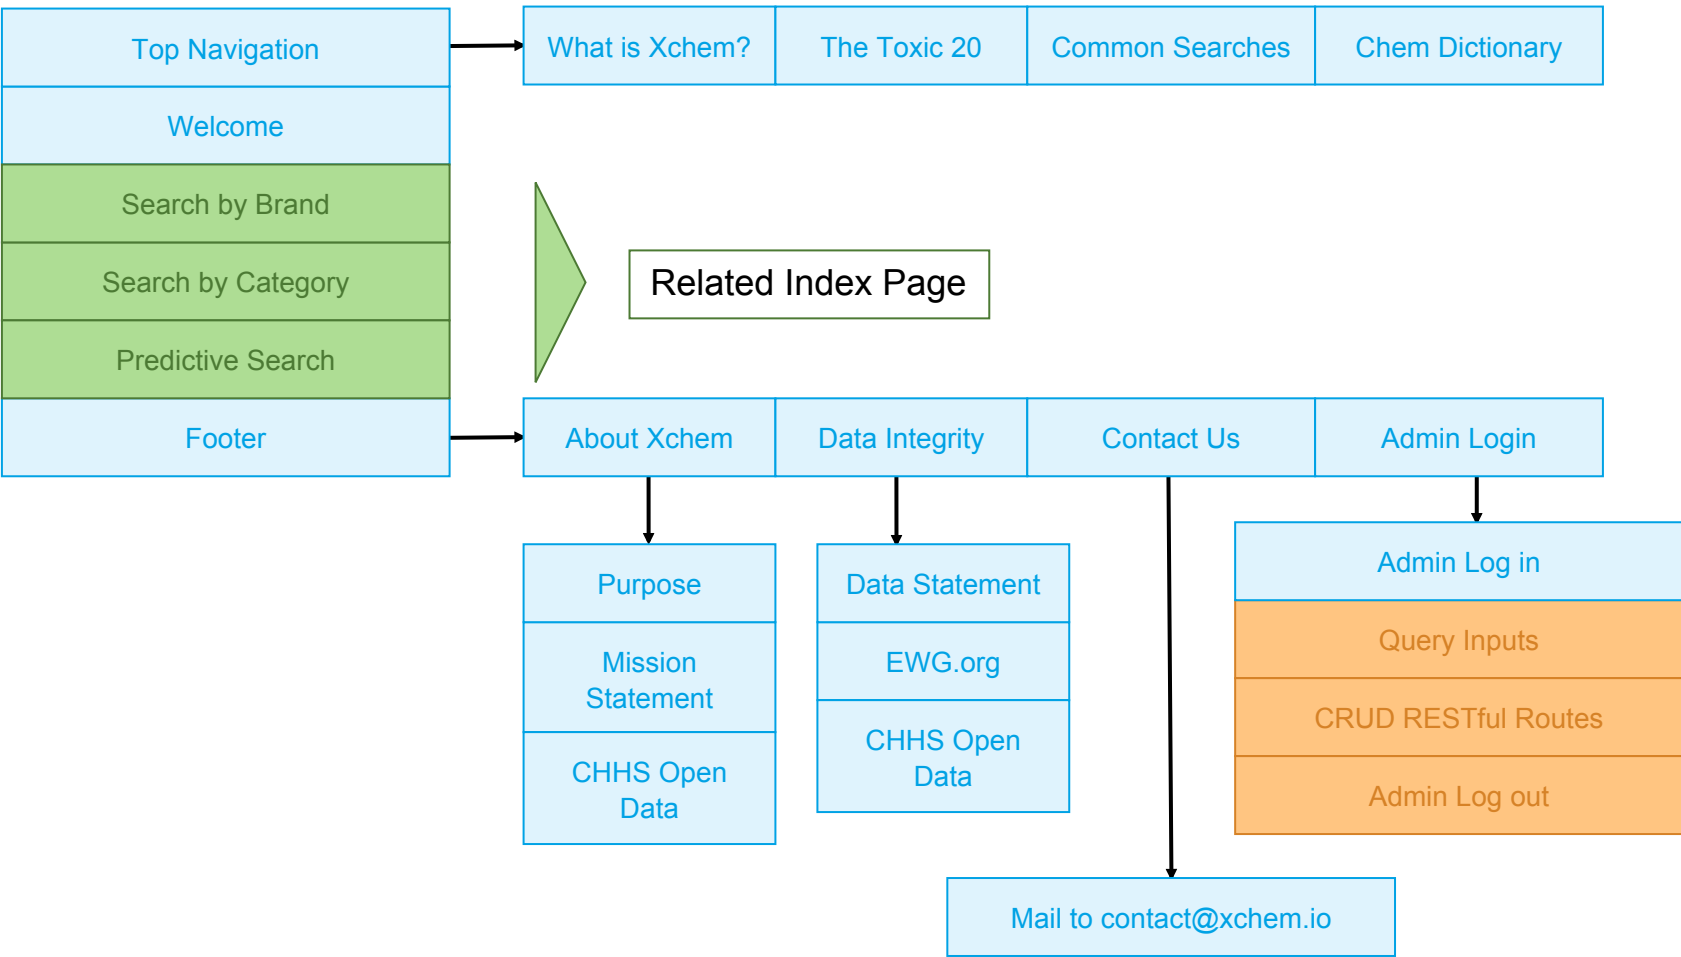 Top Navigation
What is Xchem?
The Toxic 20
Common Searches
Chem Dictionary
Welcome
Search by Brand
Search by Category
Predictive Search
Related Index Page
Footer
About Xchem
Data Integrity
Contact Us
Admin Login
Purpose
Mission
Statement
CHHS Open
Data
Data Statement
EWG.org
CHHS Open
Data
Admin Log in
Query Inputs
CRUD RESTful Routes
Admin Log out
Mail to contact@xchem.io